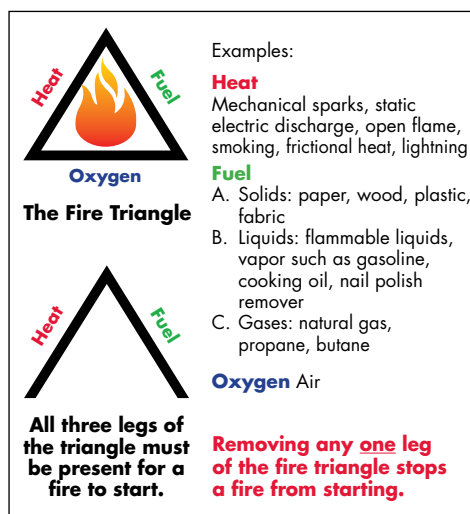 Heat
Fuel
Oxygen
The Fire Triangle
Heat
Fuel
All three legs of
the triangle must
be present for a
fire to start.
Examples:
Heat
Mechanical sparks, static
electric discharge, open flame,
smoking, frictional heat, lightning
Fuel
A. Solids: paper, wood, plastic,
fabric
B. Liquids: flammable liquids,
vapor such as gasoline,
cooking oil, nail polish
remover
C. Gases: natural gas,
propane, butane
Oxygen Air
Removing any one leg
of the fire triangle stops
a fire from starting.